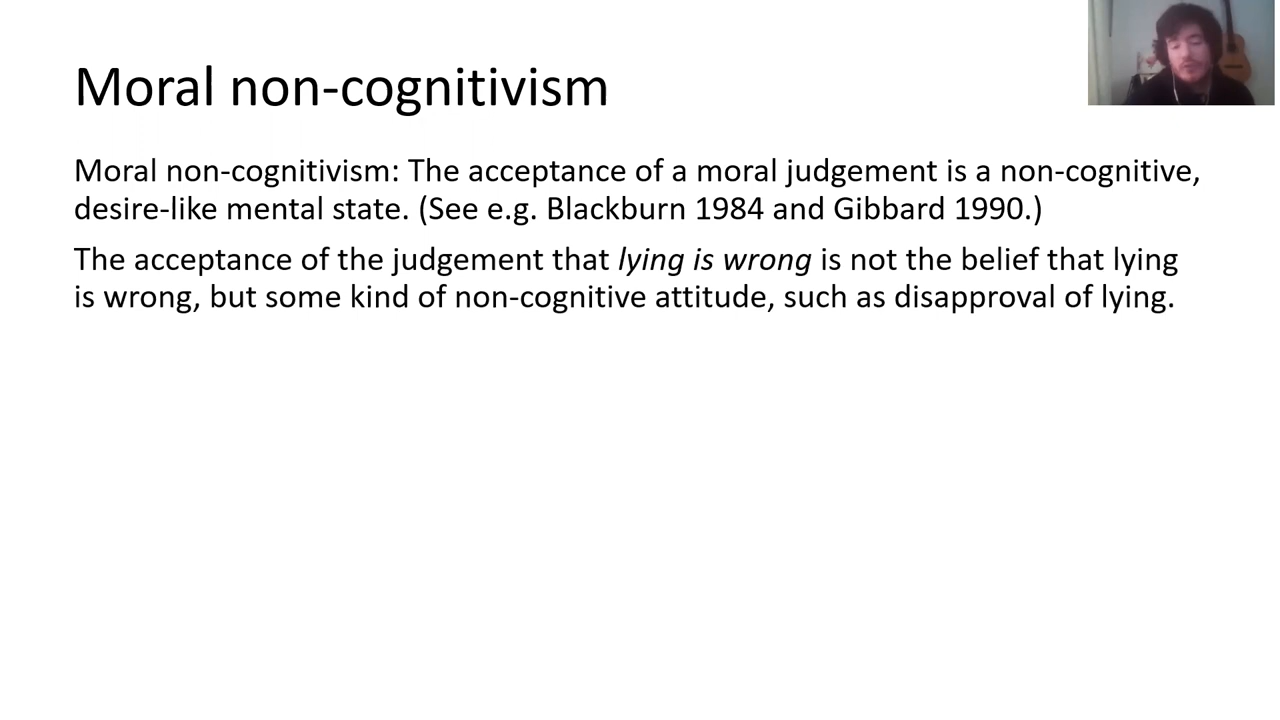 Moral non-cognitivism
Moral non-cognitivism: The acceptance of a moral judgement is a non-cognitive,
desire-like mental state. (See e.g. Blackburn 1984 and Gibbard 1990.)
The acceptance of the judgement that lying is wrong is not the belief that lying
is wrong, but some kind of non-cognitive attitude, such as disapproval of lying.